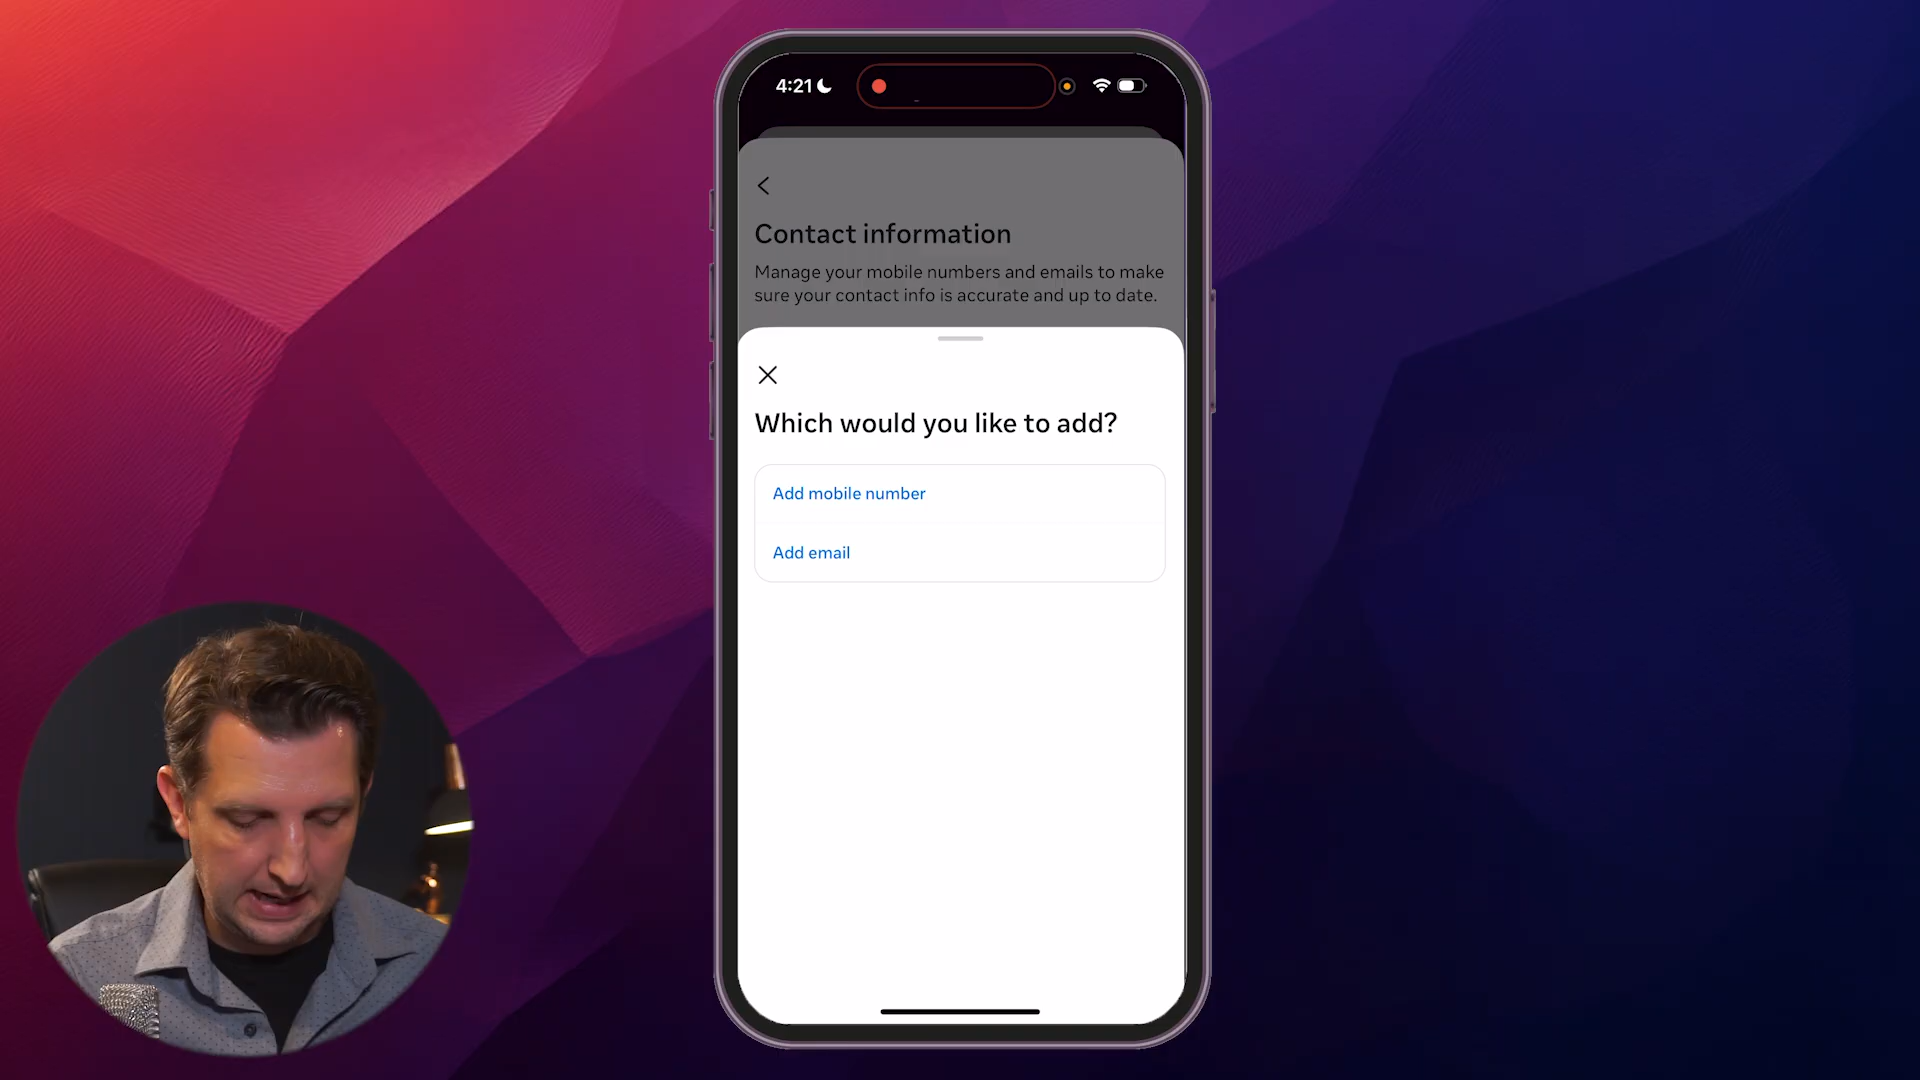 4:21
Contact information
Manage your mobile numbers and emails to make
sure your contact info is accurate and up to date.
Which would you like to add?
Add mobile number
Add email